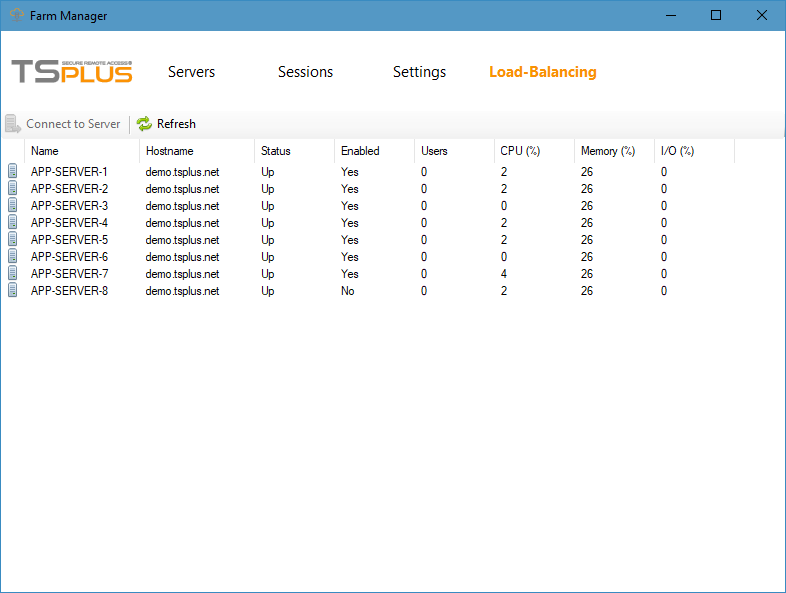 Farm Manager
SECURE REMOTE ACCESS®
TSPLUS
Servers Sessions Settings Load-Balancing
Connect to Server Refresh
Name Hostname Status Enabled Users CPU (%) Memory (%) I/O (%)
APP-SERVER-1 demo.tsplus.net Up Yes 0 2 26 0
APP-SERVER-2 demo.tsplus.net Up Yes 0 2 26 0
APP-SERVER-3 demo.tsplus.net Up Yes 0 0 26 0
APP-SERVER-4 demo.tsplus.net Up Yes 0 2 26 0
APP-SERVER-5 demo.tsplus.net Up Yes 0 2 26 0
APP-SERVER-6 demo.tsplus.net Up Yes 0 0 26 0
APP-SERVER-7 demo.tsplus.net Up Yes 0 4 26 0
APP-SERVER-8 demo.tsplus.net Up No 0 2 26 0